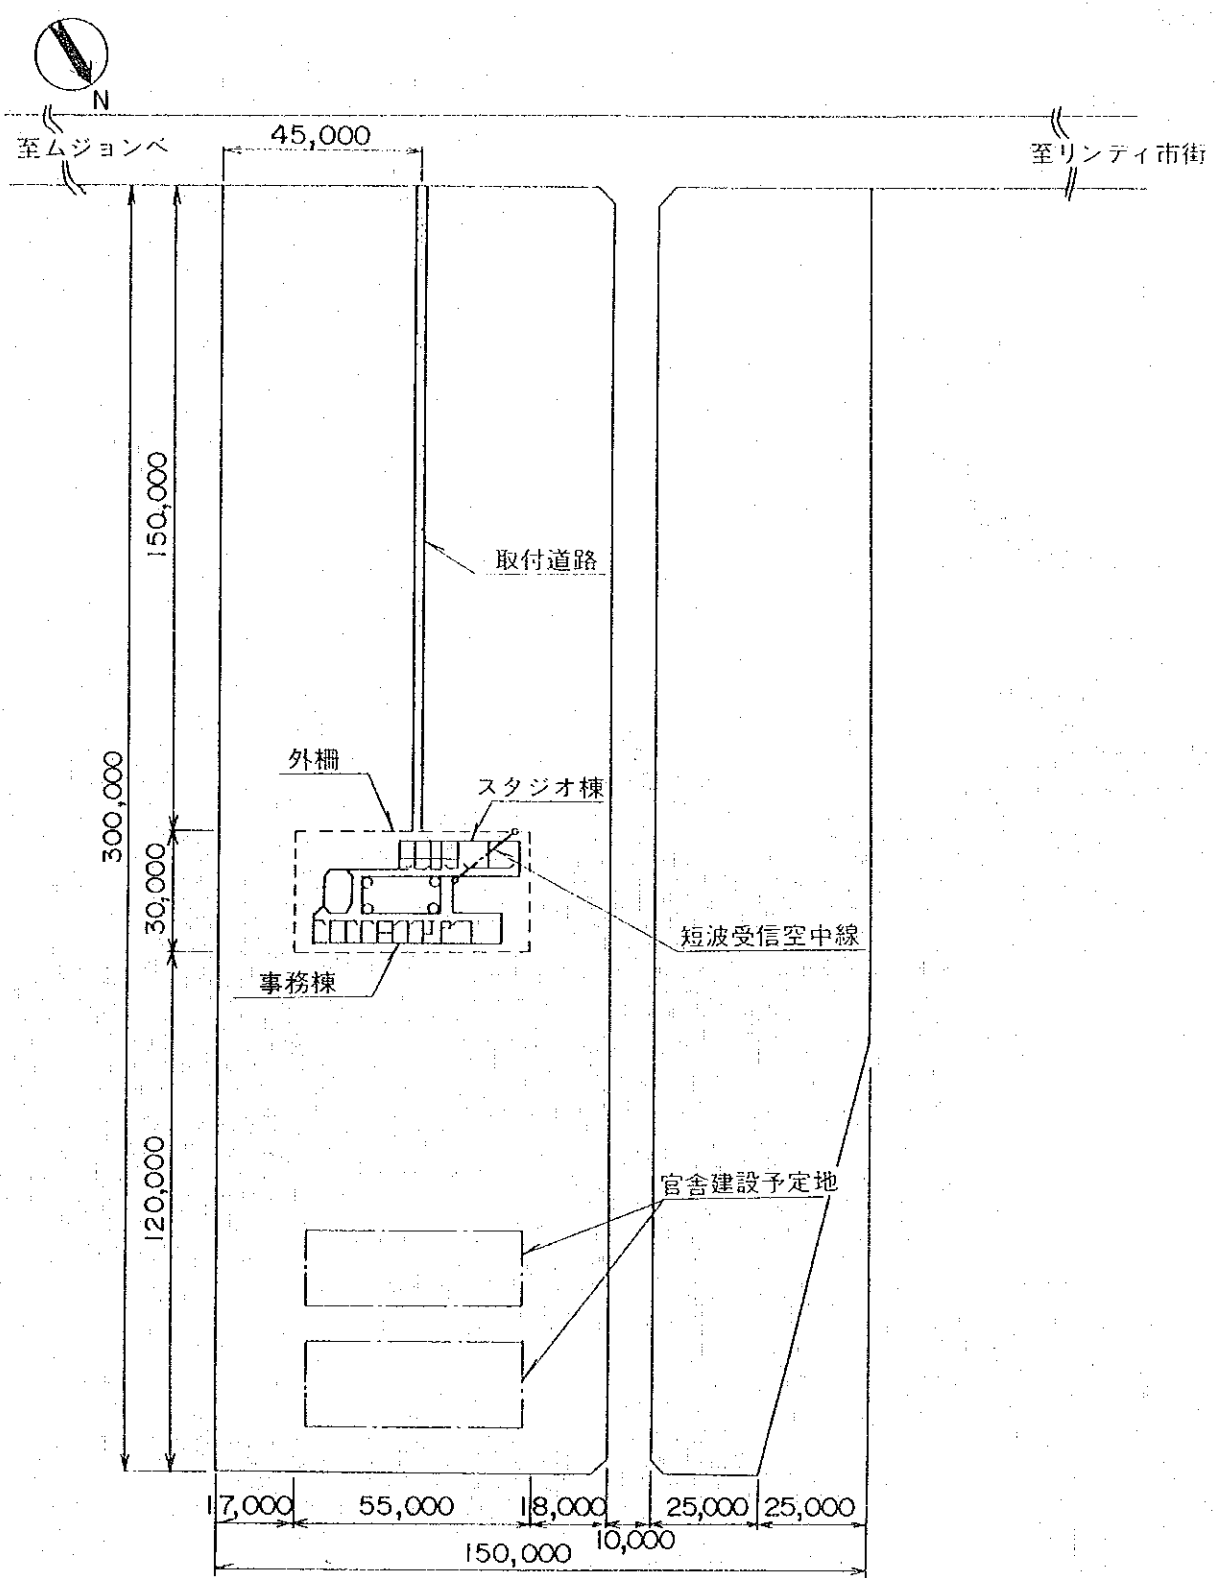 N
45,000
至ムジョンベ
至リンディ市街
150,000
取付道路
外柵
スタジオ棟
300,000
30,000
短波受信空中線
事務棟
120,000
官舎建設予定地
17,000
55,000
18,000
25,000
25,000
10,000
150,000